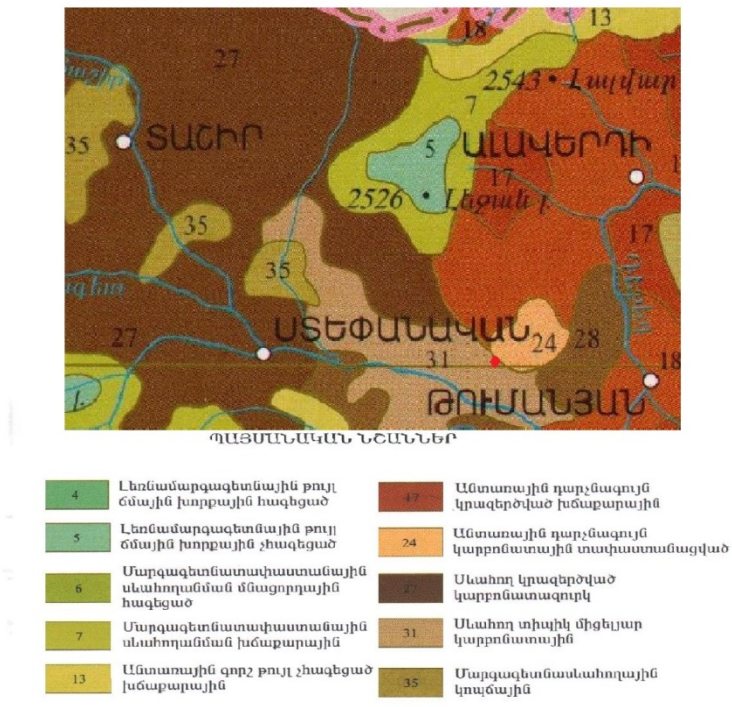 13
18
27
2543 • Լալվար
7
ՏԱՇԻՐ
35
5
ԱԼԱՎԵՐԴԻ
17
2526
Լեջան լ.
35
17
35
ՍՏԵՓԱՆԱՎԱՆ
27
31
24
28
18
ԹՈՒՄԱՆՅԱՆ
ՊԱՅՄԱՆԱԿԱՆ ՆՇԱՆՆԵՐ
4
Լեռնամարգագետնային թույլ
ճմային խորքային հագեցած
5
Լեռնամարգագետնային թույլ
ճմային խորքային չհագեցած
6
Մարգագետնատափաստանային
սևահողանման մնացորդային
հագեցած
7
Մարգագետնատափաստանային
սևահողանման խճաքարային
13
Անտառային գորշ թույլ չհագեցած
խճաքարային
17
Անտառային դարչնագույն
կրազերծված խճաքարային
24
Անտառային դարչնագույն
կարբոնատային տափաստանացված
27
Սևահող կրազերծված
կարբոնատազուրկ
31
Սևահող տիպիկ միցելյար
կարբոնատային
35
Մարգագետնասևահողային
կոպճային